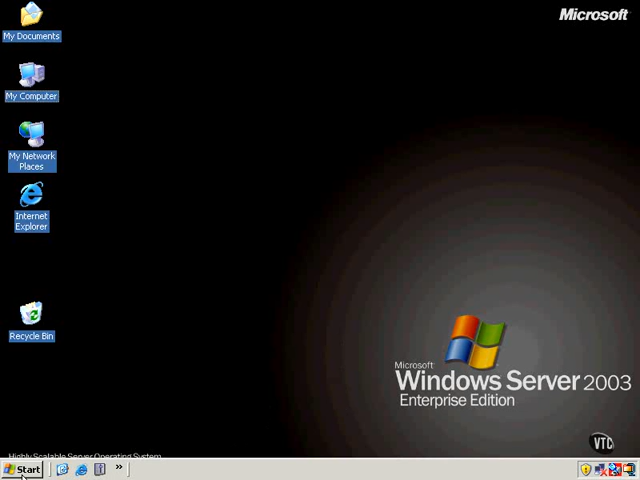 My Documents
Microsoft
My Computer
My Network
Places
Internet
Explorer
Recycle Bin
Microsoft
Windows Server 2003
Enterprise Edition
VTC
Highly Scalable Server Operating System
Start
»